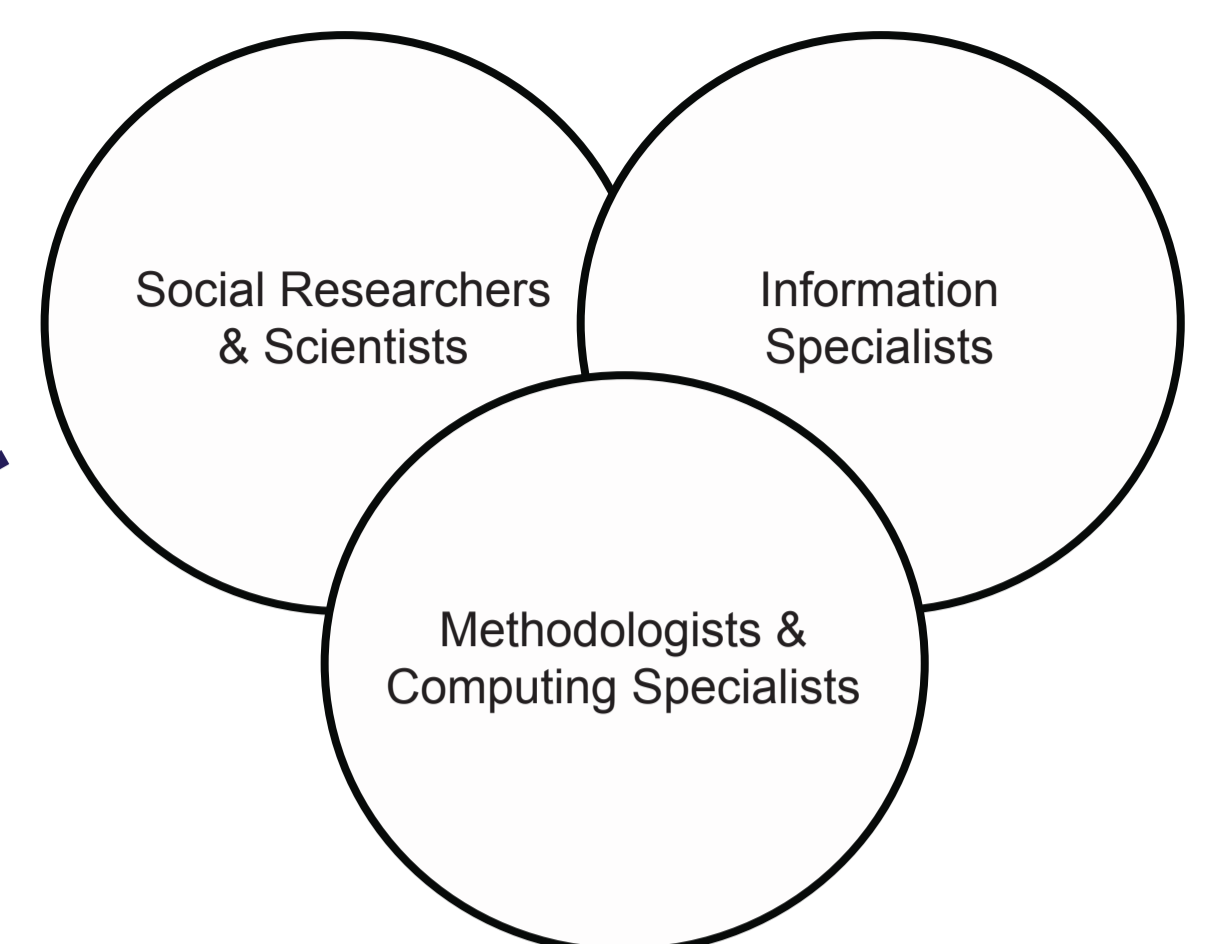 Social Researchers
& Scientists
Information
Specialists
Methodologists &
Computing Specialists